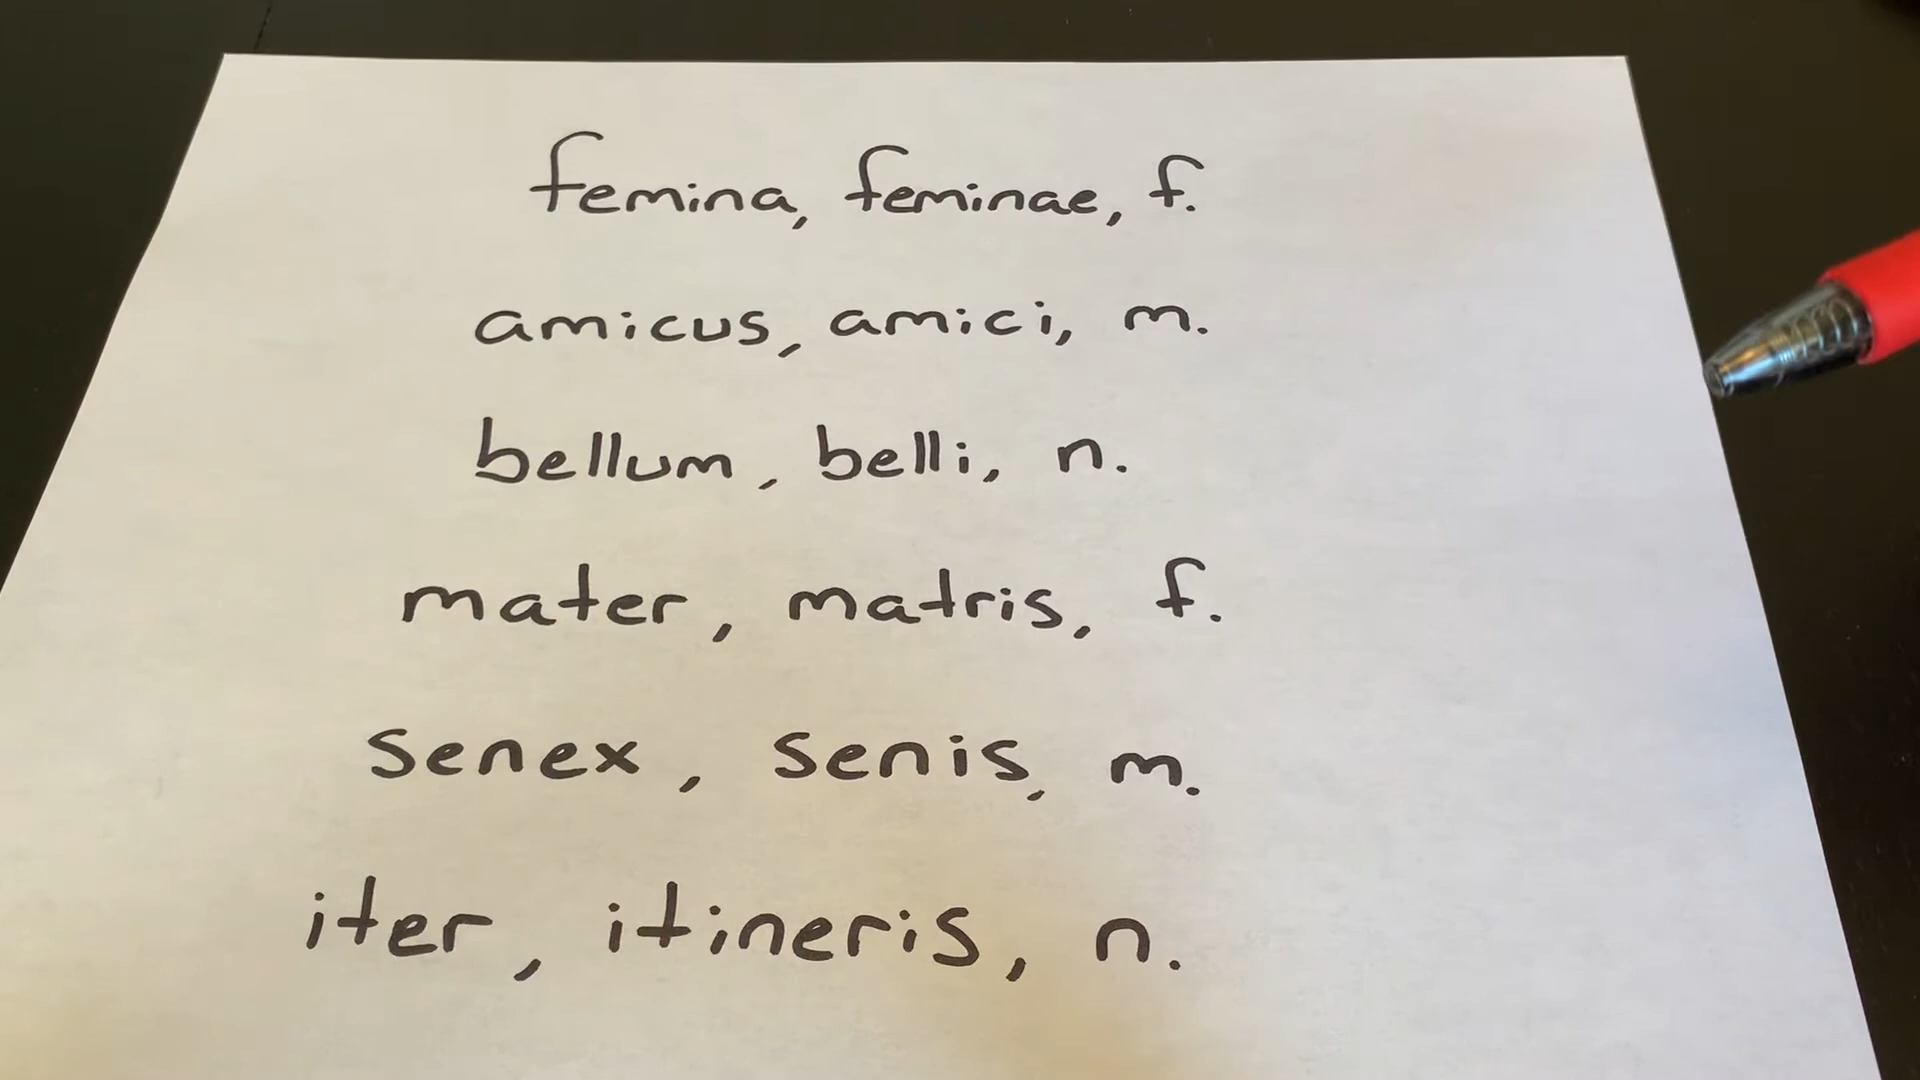 femina, feminae, f.
amicus, amici, m.
bellum, belli, n.
mater, matris, f.
senex, senis, m.
iter, itineris, n.